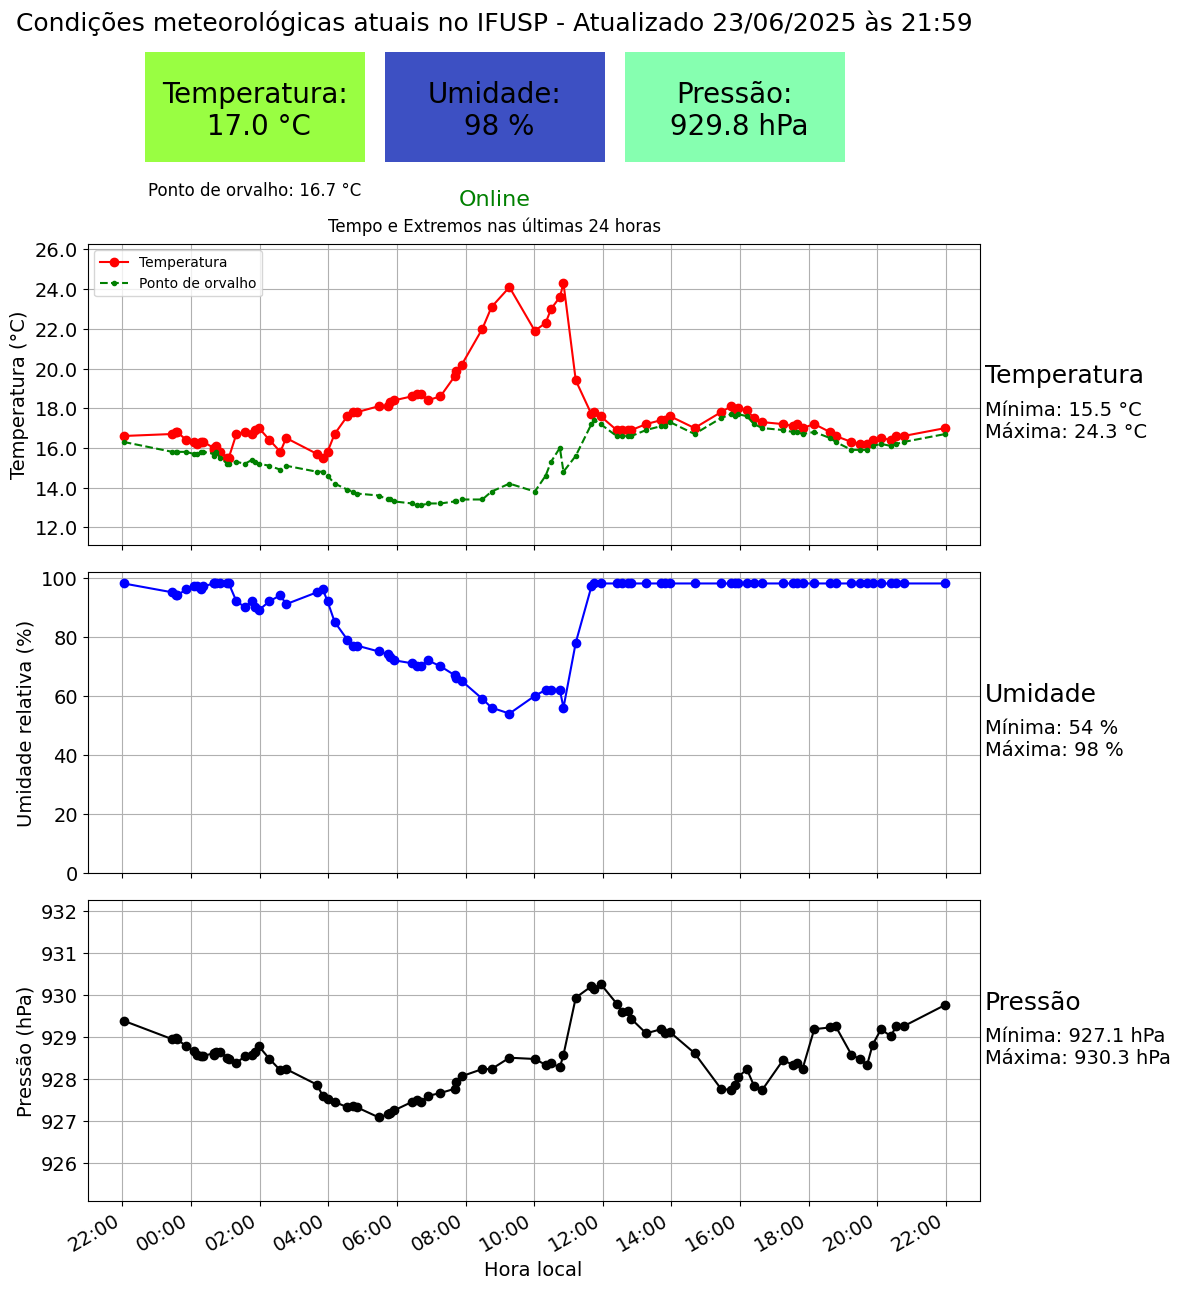 Condições meteorológicas atuais no IFUSP - Atualizado 23/06/2025 às 21:59
Temperatura:
17.0 °C
Umidade:
98 %
Pressão:
929.8 hPa
Ponto de orvalho: 16.7 °C
Online
Tempo e Extremos nas últimas 24 horas
Temperatura (°C)
26.0
24.0
22.0
20.0
18.0
16.0
14.0
12.0
Temperatura
Ponto de orvalho
Temperatura
Mínima: 15.5 °C
Máxima: 24.3 °C
Umidade relativa (%)
100
80
60
40
20
0
Umidade
Mínima: 54 %
Máxima: 98 %
Pressão (hPa)
932
931
930
929
928
927
926
Pressão
Mínima: 927.1 hPa
Máxima: 930.3 hPa
22:00
00:00
02:00
04:00
06:00
08:00
10:00
12:00
14:00
16:00
18:00
20:00
22:00
Hora local